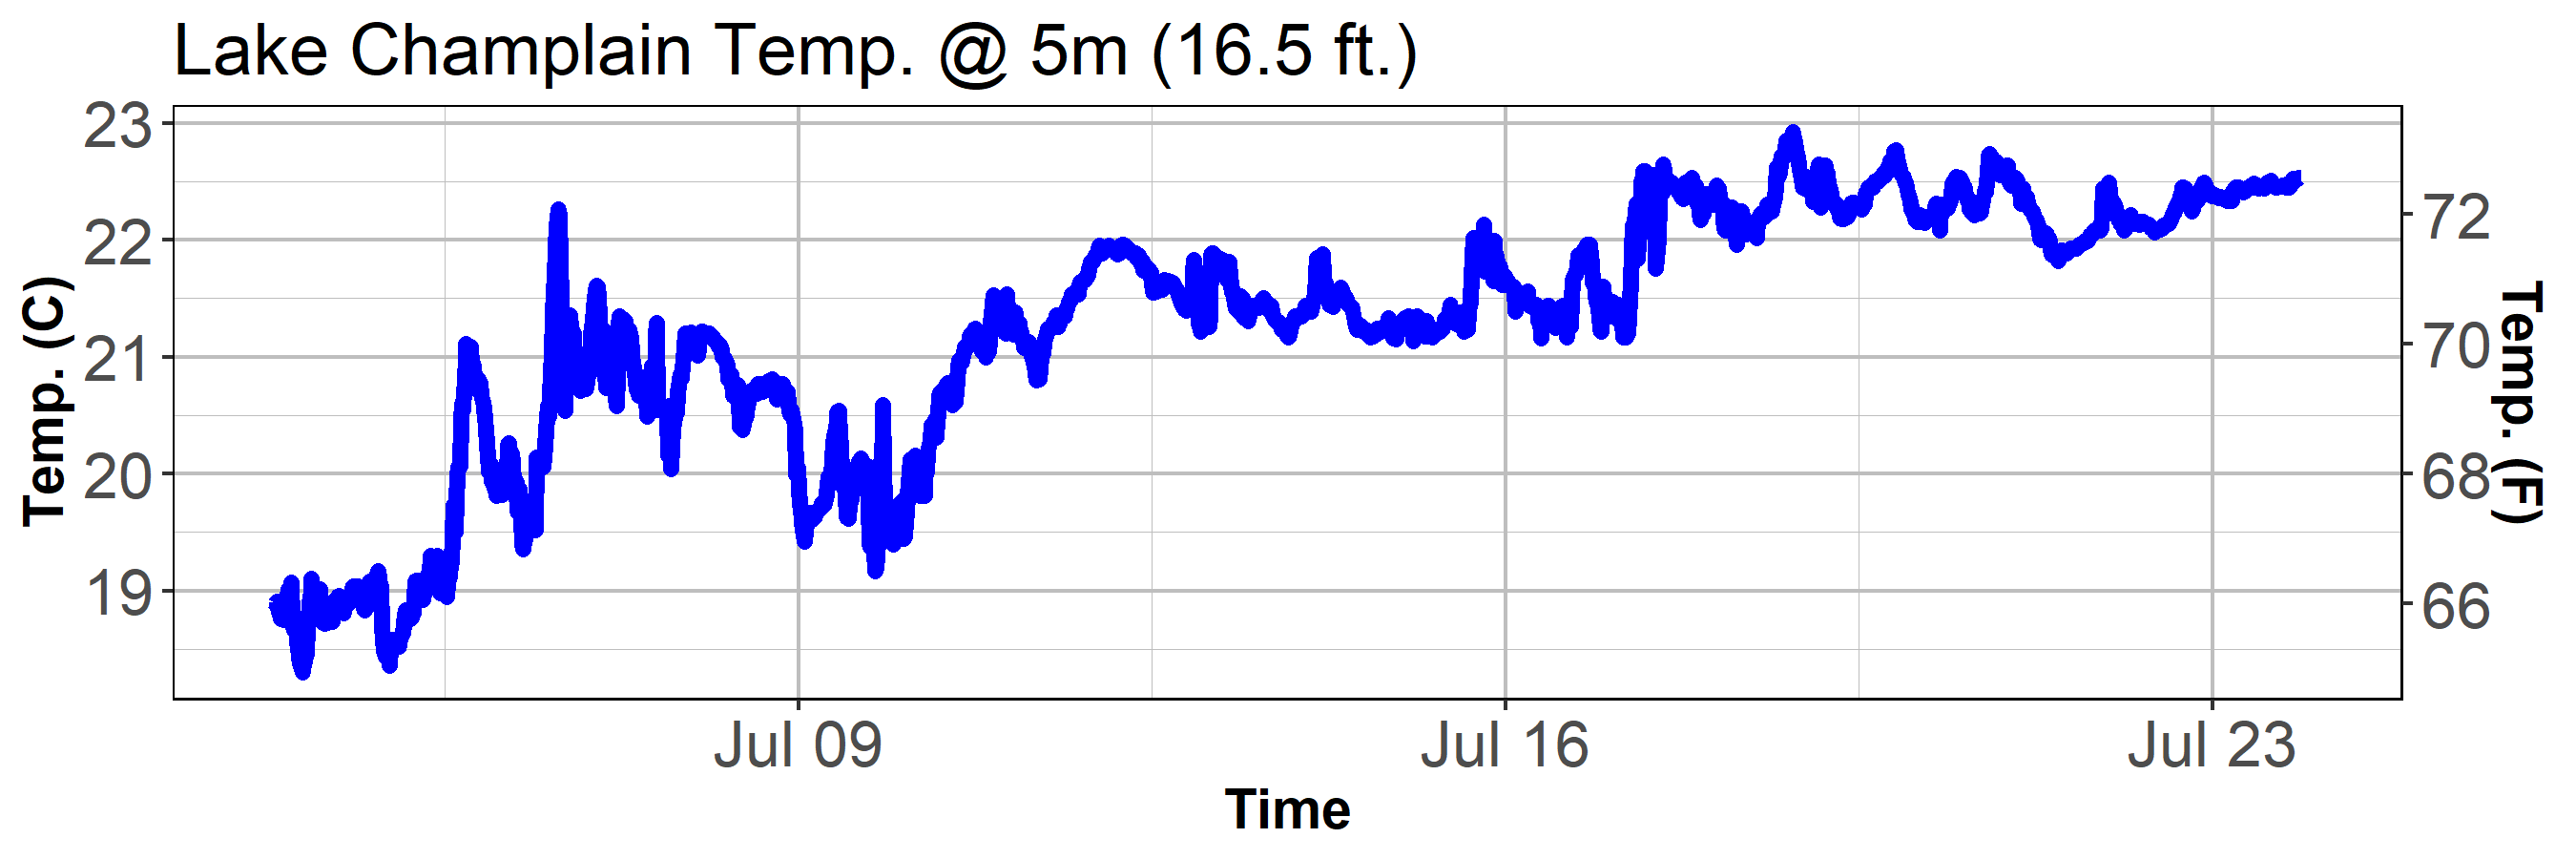 Lake Champlain Temp. @ 5m (16.5 ft.)
Temp. (C)
23
22
21
20
19
72
70
68
66
Temp. (F)
Jul 09 Jul 16 Jul 23
Time